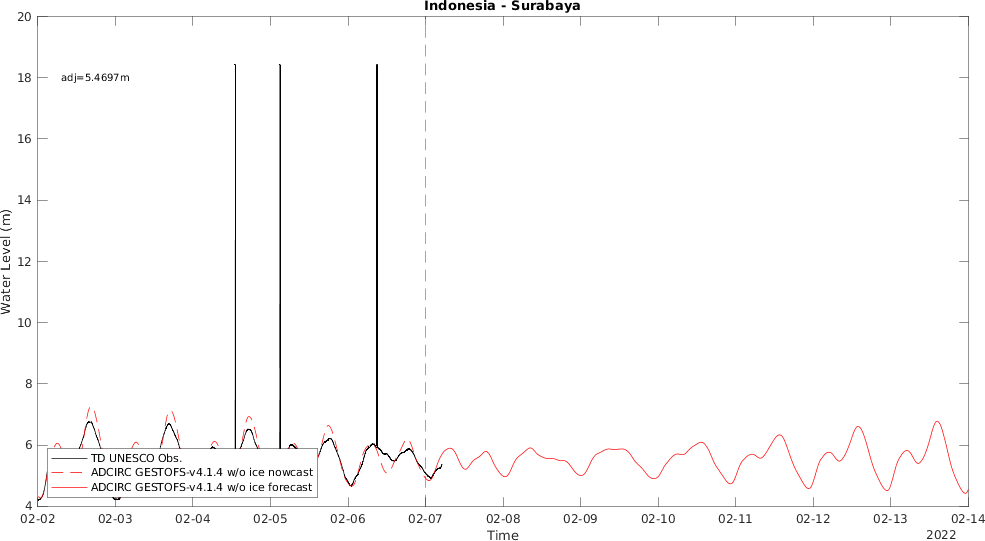 Indonesia - Surabaya
20
18
16
14
12
10
8
6
4
Water Level (m)
adj=5.4697m
TD UNESCO Obs.
ADCIRC GESTOFS-v4.1.4 w/o ice nowcast
ADCIRC GESTOFS-v4.1.4 w/o ice forecast
02-02 02-03 02-04 02-05 02-06 02-07 02-08 02-09 02-10 02-11 02-12 02-13 02-14
Time
2022